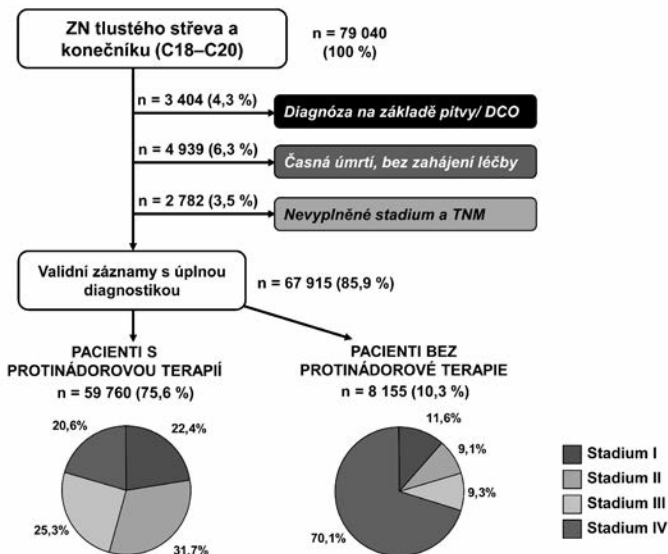 ZN tlustého střeva a
konečníku (C18–C20)
n = 79 040
(100 %)
n = 3 404 (4,3 %)
Diagnóza na základě pitvy/ DCO
n = 4 939 (6,3 %)
Časná úmrtí, bez zahájení léčby
n = 2 782 (3,5 %)
Nevyplněné stadium a TNM
Validní záznamy s úplnou
diagnostikou
n = 67 915 (85,9 %)
PACIENTI S
PROTINÁDOROVOU TERAPIÍ
n = 59 760 (75,6 %)
PACIENTI BEZ
PROTINÁDOROVÉ TERAPIE
n = 8 155 (10,3 %)
20,6%
22,4%
25,3%
31,7%
11,6%
9,1%
9,3%
70,1%
Stadium I
Stadium II
Stadium III
Stadium IV